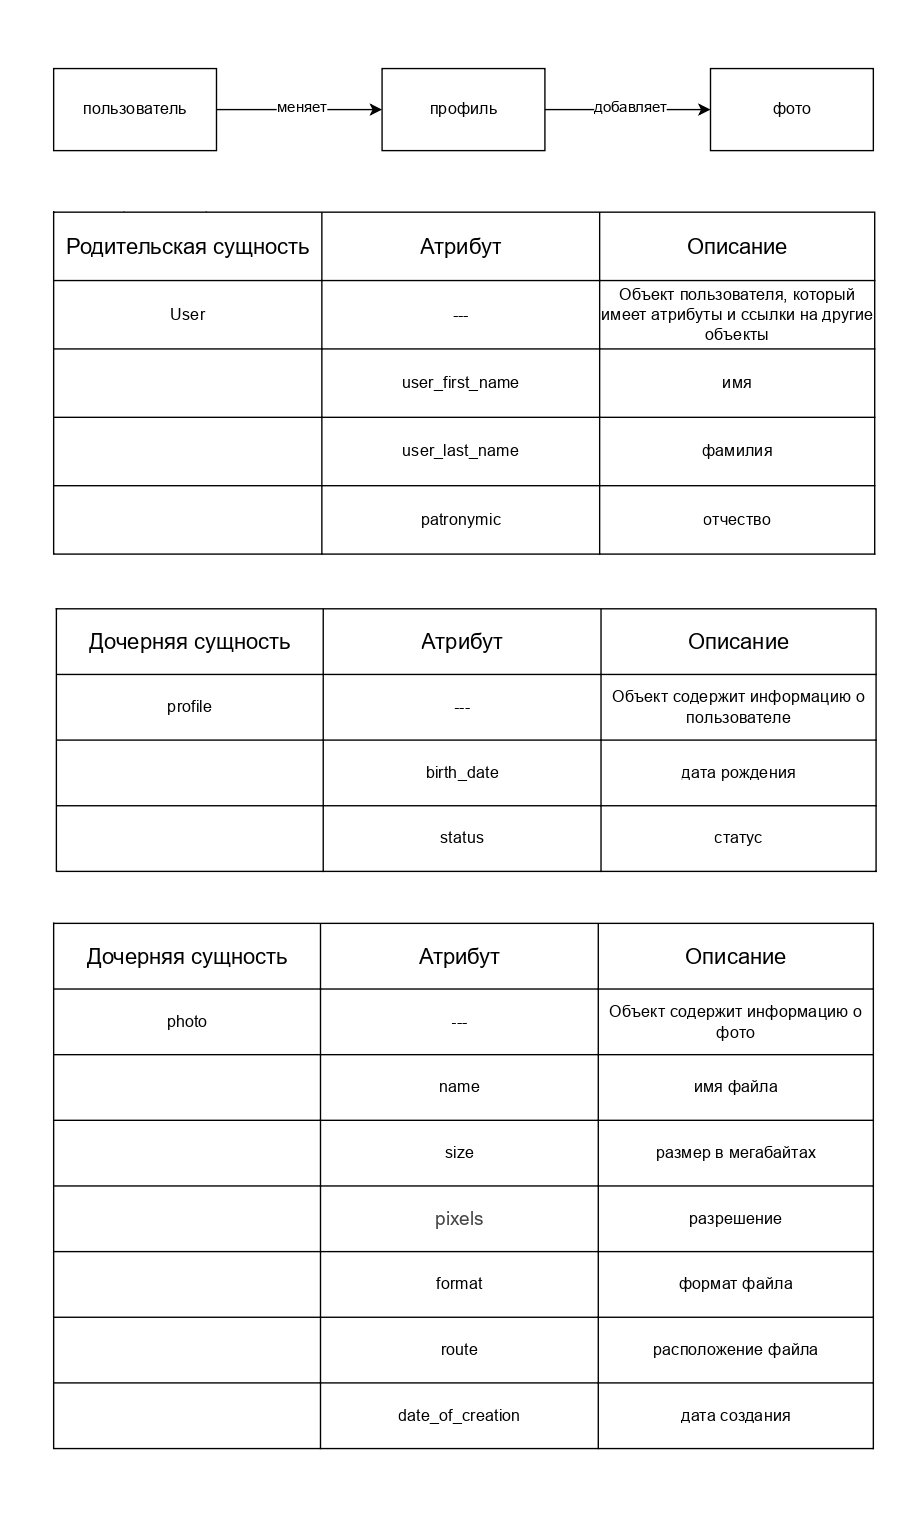 пользователь
меняет
профиль
добавляет
фото
Родительская сущность
Атрибут
Описание
User
---
Объект пользователя, который
имеет атрибуты и ссылки на другие
объекты
user_first_name
имя
user_last_name
фамилия
patronymic
отчество
Дочерняя сущность
Атрибут
Описание
profile
---
Объект содержит информацию о
пользователе
birth_date
дата рождения
status
статус
Дочерняя сущность
Атрибут
Описание
photo
---
Объект содержит информацию о
фото
name
имя файла
size
размер в мегабайтах
pixels
разрешение
format
формат файла
route
расположение файла
date_of_creation
дата создания